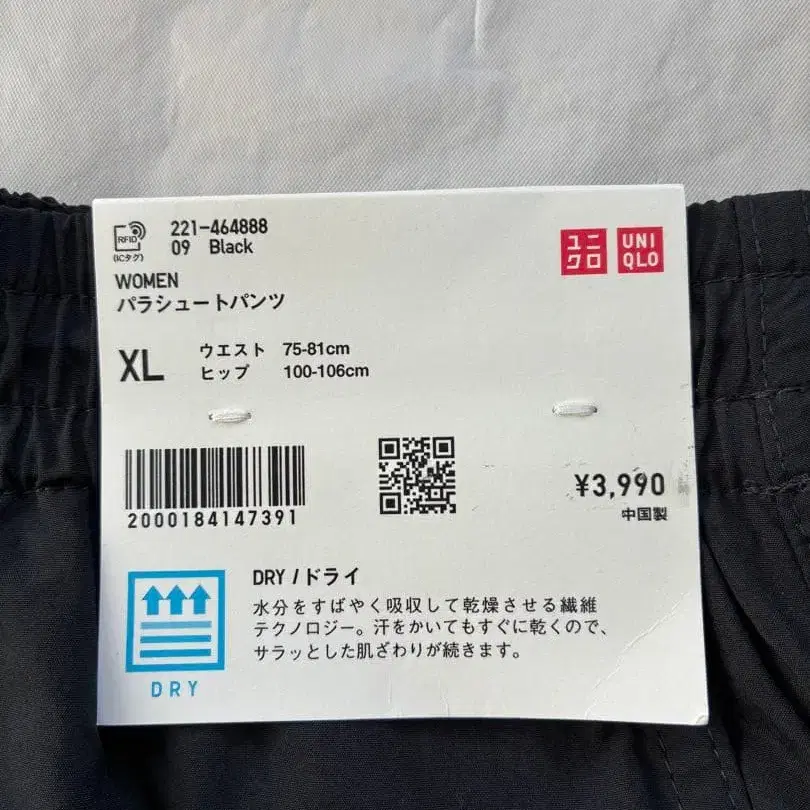 RFID
(ICタグ)
221-464888
09 Black
ユニ
クロ
UNI
QLO
WOMEN
パラシュートパンツ
XL
ウエスト 75-81cm
ヒップ 100-106cm
2000184147391
¥3,990
中国製
DRY
DRY / ドライ
水分をすばやく吸収して乾燥させる繊維
テクノロジー。汗をかいてもすぐに乾くので、
サラッとした肌ざわりが続きます。